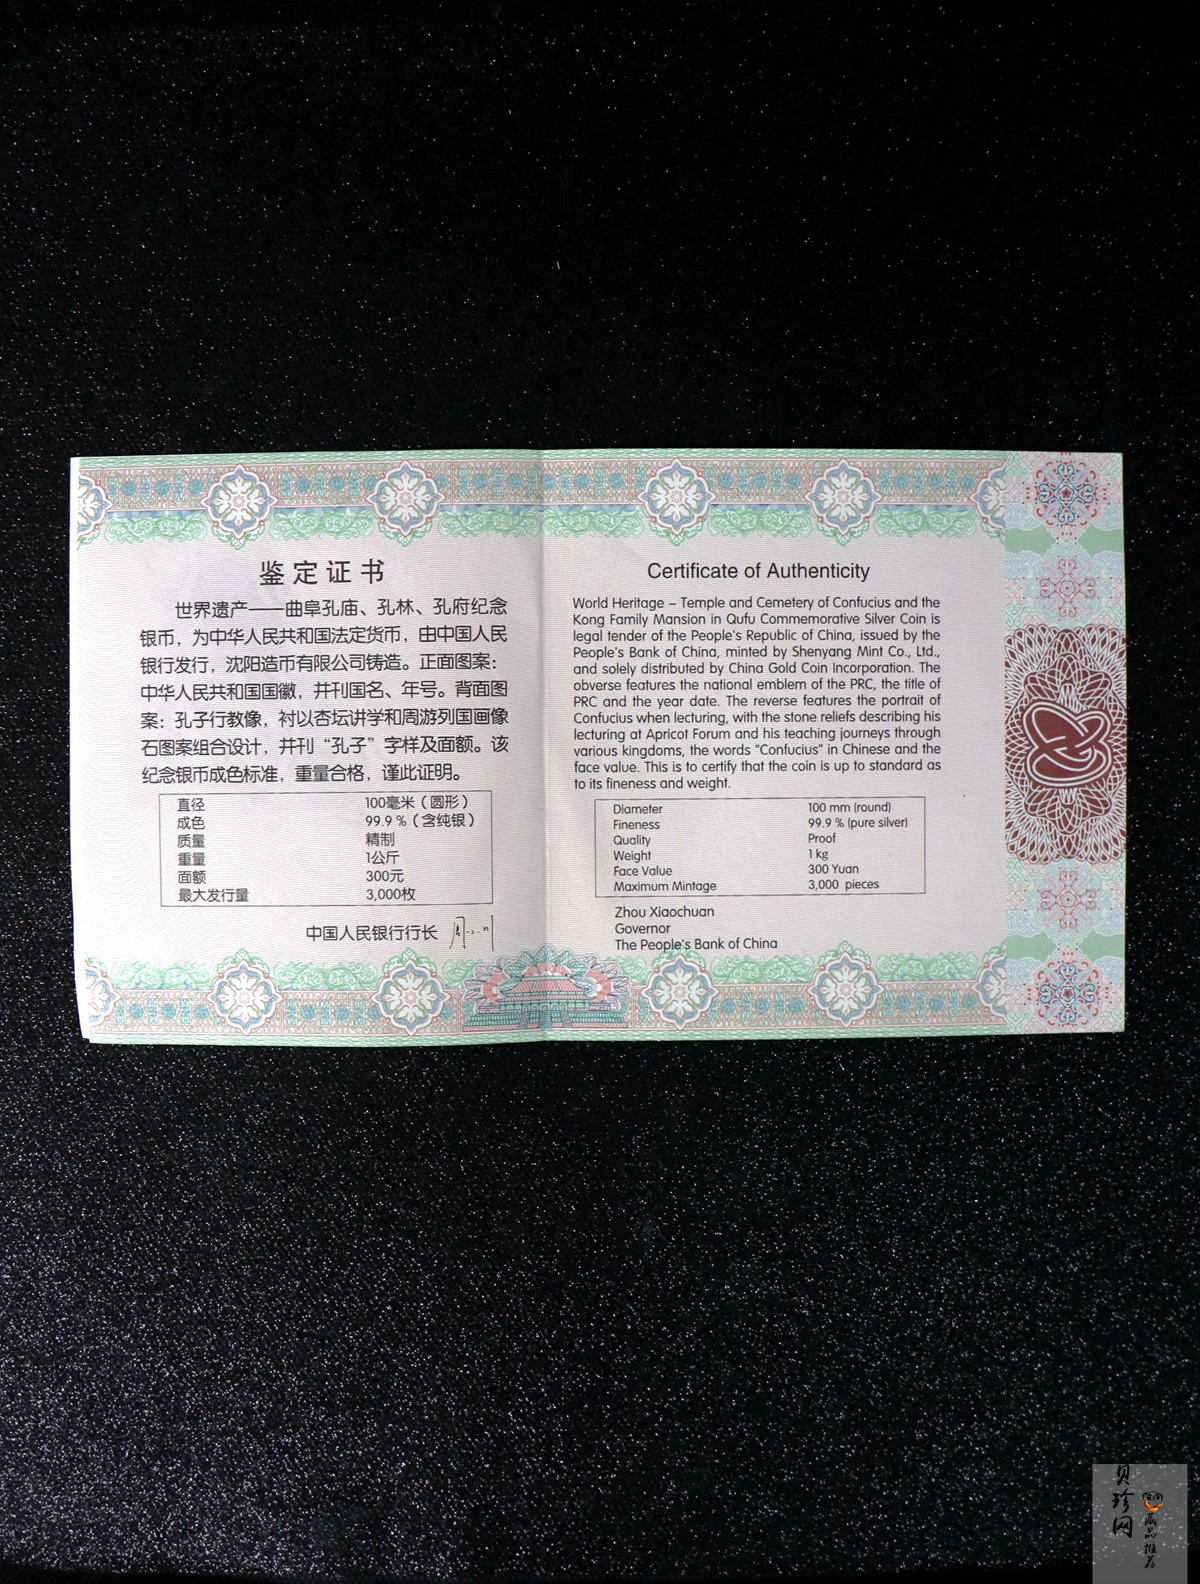 鉴定证书
世界遗产——曲阜孔庙、孔林、孔府纪念
银币，为中华人民共和国法定货币，由中国人民
银行发行，沈阳造币有限公司铸造。正面图案：
中华人民共和国国徽，并刊国名、年号。背面图
案：孔子行教像，衬以杏坛讲学和周游列国画像
石图案组合设计，并刊“孔子”字样及面额。该
纪念银币成色标准，重量合格，谨此证明。
直径 100毫米（圆形）
成色 99.9 %（含纯银）
质量 精制
重量 1公斤
面额 300元
最大发行量 3,000枚
中国人民银行行长
Certificate of Authenticity
World Heritage – Temple and Cemetery of Confucius and the
Kong Family Mansion in Qufu Commemorative Silver Coin is
legal tender of the People's Republic of China, issued by the
People's Bank of China, minted by Shenyang Mint Co., Ltd.,
and solely distributed by China Gold Coin Incorporation. The
obverse features the national emblem of the PRC, the title of
PRC and the year date. The reverse features the portrait of
Confucius when lecturing, with the stone reliefs describing his
lecturing at Apricot Forum and his teaching journeys through
various kingdoms, the words "Confucius" in Chinese and the
face value. This is to certify that the coin is up to standard as
to its fineness and weight.
Diameter 100 mm (round)
Fineness 99.9 % (pure silver)
Quality Proof
Weight 1 kg
Face Value 300 Yuan
Maximum Mintage 3,000 pieces
Zhou Xiaochuan
Governor
The People's Bank of China
贝珍网
藏品推荐